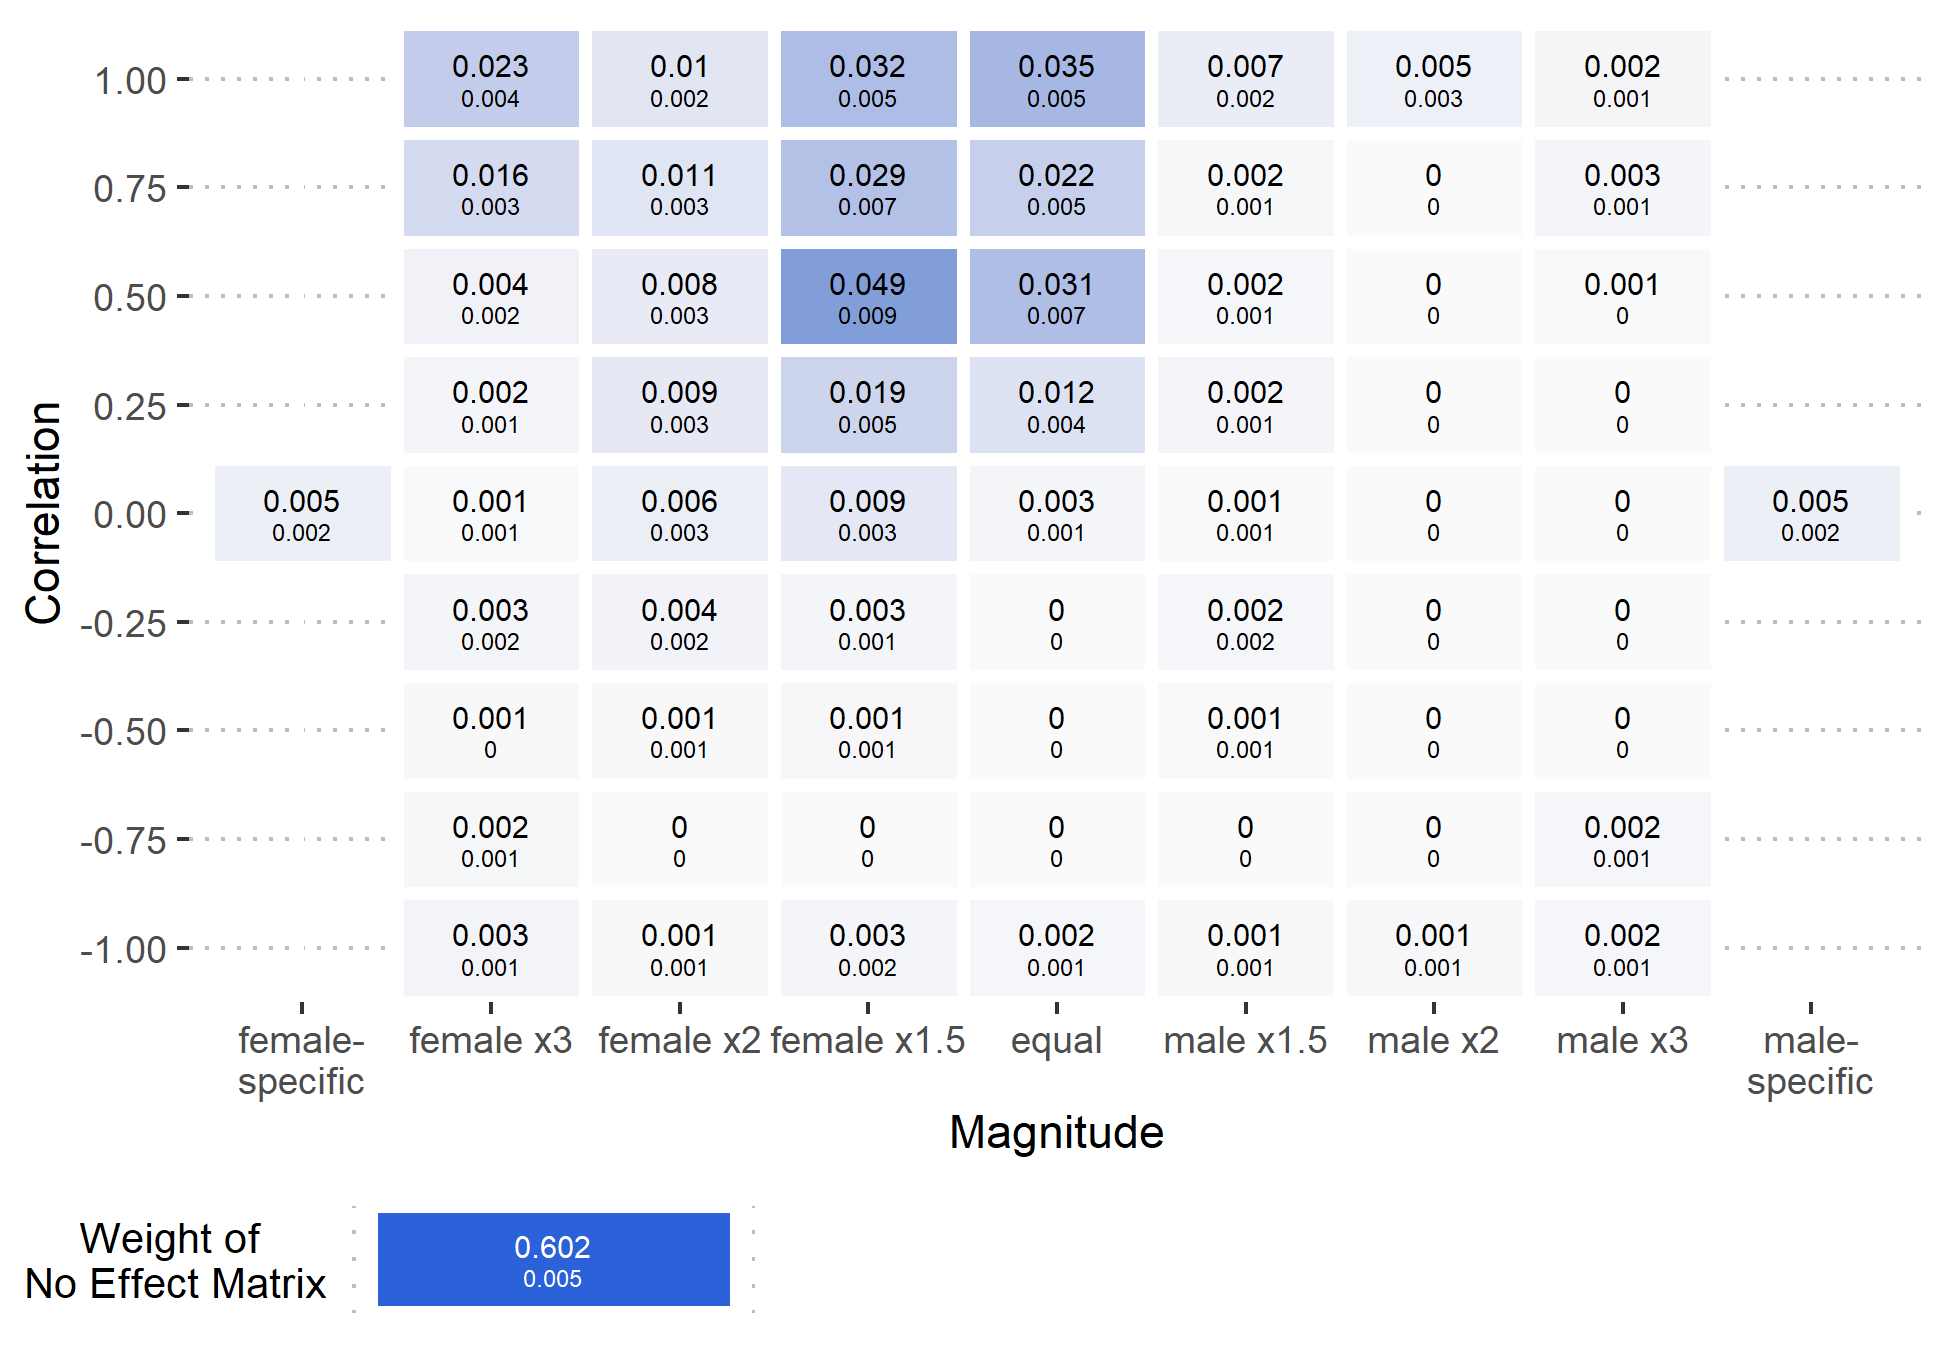 1.00
0.023 0.01 0.032 0.035 0.007 0.005 0.002
0.004 0.002 0.005 0.005 0.002 0.003 0.001
0.75
0.016 0.011 0.029 0.022 0.002 0 0.003
0.003 0.003 0.007 0.005 0.001 0 0.001
0.50
0.004 0.008 0.049 0.031 0.002 0 0.001
0.002 0.003 0.009 0.007 0.001 0 0
0.25
0.002 0.009 0.019 0.012 0.002 0 0
0.001 0.003 0.005 0.004 0.001 0 0
0.00
0.005 0.001 0.006 0.009 0.003 0.001 0 0 0.005
0.002 0.001 0.003 0.003 0.001 0.001 0 0 0.002
-0.25
0.003 0.004 0.003 0 0.002 0 0
0.002 0.002 0.001 0 0.002 0 0
-0.50
0.001 0.001 0.001 0 0.001 0 0
0 0.001 0.001 0 0.001 0 0
-0.75
0.002 0 0 0 0 0 0.002
0.001 0 0 0 0 0 0.001
-1.00
0.003 0.001 0.003 0.002 0.001 0.001 0.002
0.001 0.001 0.002 0.001 0.001 0.001 0.001
Correlation
female- female x3 female x2 female x1.5 equal male x1.5 male x2 male x3 male-
specific specific
Magnitude
Weight of
No Effect Matrix
0.602
0.005